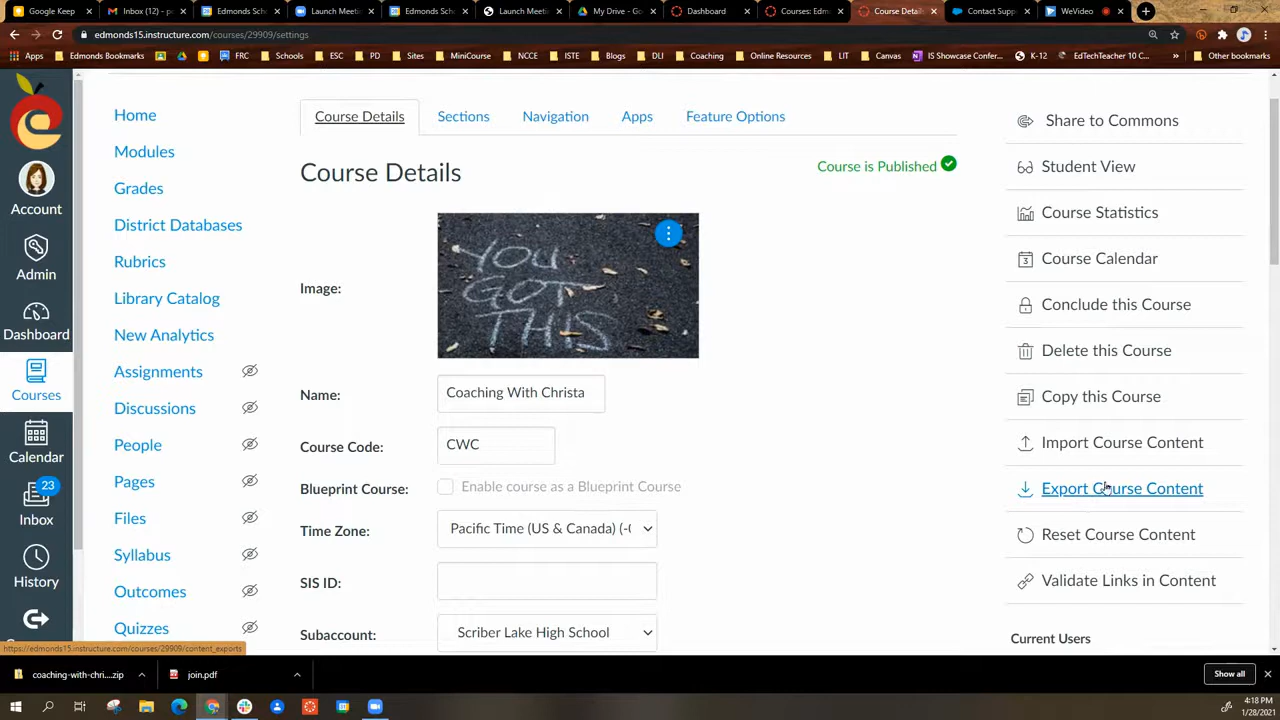 Google Keep
Inbox (12) - p
Edmonds Sch
Launch Meeti
Edmonds Sch
Launch Meeti
My Drive - Go
Dashboard
Courses: Edm
Course Details
Contact Supp
WeVideo
edmonds15.instructure.com/courses/29909/settings
Apps
FRC
Schools
ESC
PD
Sites
MiniCourse
NCCE
ISTE
Blogs
DLI
Coaching
Online Resources
LIT
Canvas
IS Showcase Confer...
K-12
EdTechTeacher 10 C...
»
Other bookmarks
Account
Admin
Dashboard
Courses
Calendar
23
Inbox
History
Home
Modules
Grades
District Databases
Rubrics
Library Catalog
New Analytics
Assignments
Discussions
People
Pages
Files
Syllabus
Outcomes
Quizzes
Course Details
Sections
Navigation
Apps
Feature Options
Course Details
Course is Published
Image:
YOU
GOT
THIS
Name:
Coaching With Christa
Course Code:
CWC
Blueprint Course:
Enable course as a Blueprint Course
Time Zone:
Pacific Time (US & Canada) (-0
SIS ID:
Subaccount:
Scriber Lake High School
Share to Commons
Student View
Course Statistics
3
Course Calendar
Conclude this Course
Delete this Course
Copy this Course
Import Course Content
Export Course Content
Reset Course Content
Validate Links in Content
Current Users
https://edmonds15.instructure.com/courses/29909/content_exports
coaching-with-chri....zip
join.pdf
Show all
4:18 PM
1/28/2021